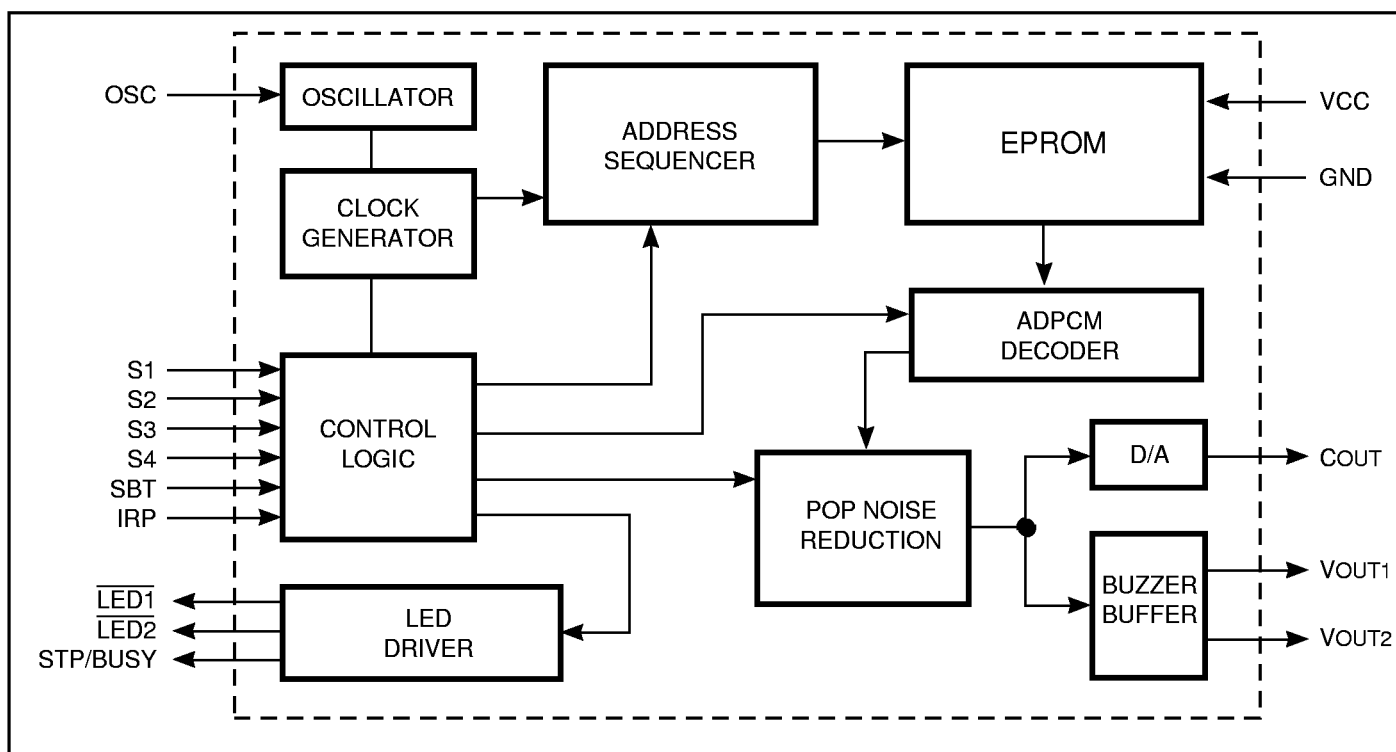 OSC
OSCILLATOR
ADDRESS
SEQUENCER
EPROM
VCC
GND
CLOCK
GENERATOR
ADPCM
DECODER
S1
S2
S3
S4
SBT
IRP
CONTROL
LOGIC
POP NOISE
REDUCTION
D/A
COUT
BUZZER
BUFFER
VOUT1
VOUT2
LED1
LED2
STP/BUSY
LED
DRIVER